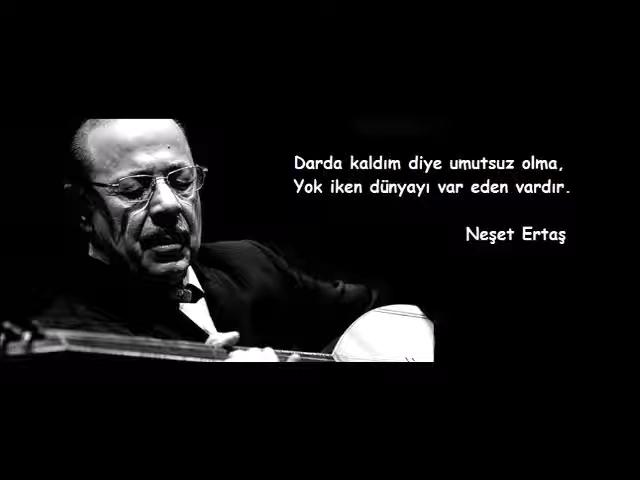 Darda kaldım diye umutsuz olma,
Yok iken dünyayı var eden vardır.
Neşet Ertaş